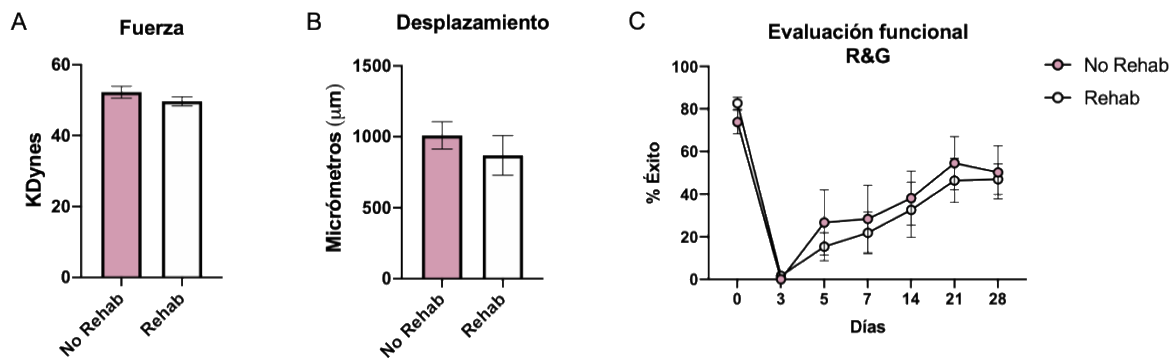 A
Fuerza
KDynes
60
40
20
0
No Rehab
Rehab
B
Desplazamiento
Micrómetros (μm)
1500
1000
500
0
No Rehab
Rehab
C
Evaluación funcional
R&G
% Éxito
100
80
60
40
20
0
0 3 5 7 14 21 28
Días
No Rehab
Rehab